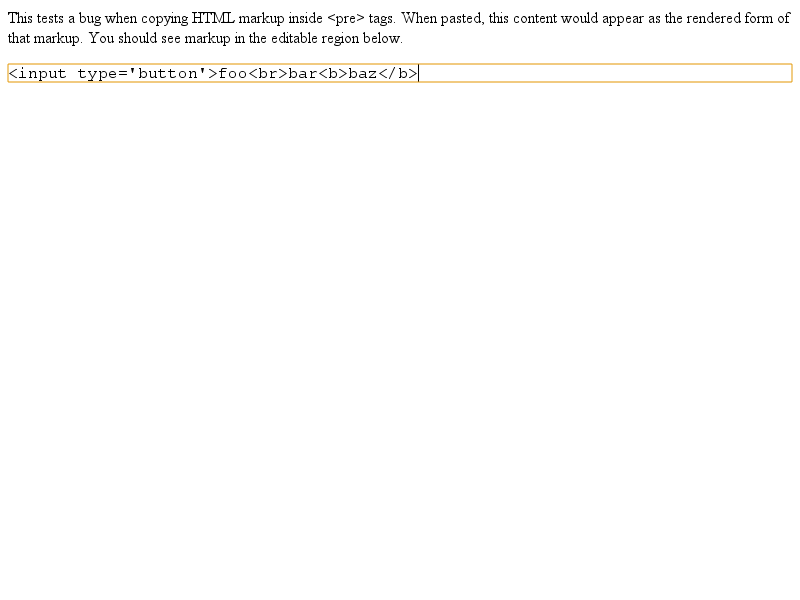 This tests a bug when copying HTML markup inside <pre> tags. When pasted, this content would appear as the rendered form of
that markup. You should see markup in the editable region below.
<input type='button'>foo<br>bar<b>baz</b>